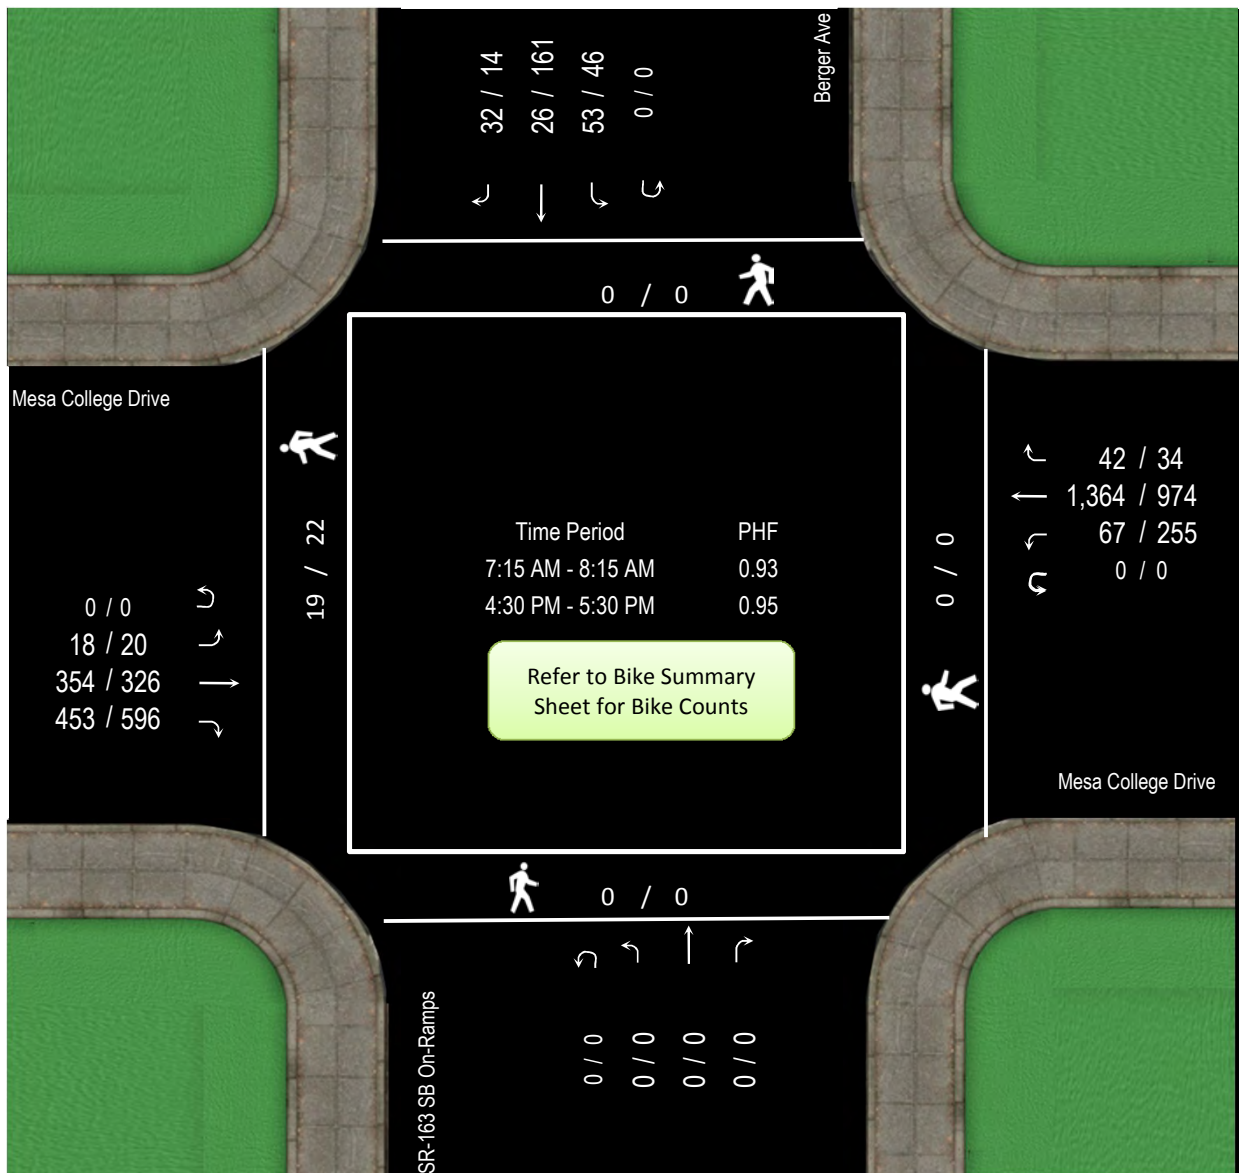 32 / 14
26 / 161
53 / 46
0 / 0
Berger Ave
0 / 0
Mesa College Drive
19 / 22
0 / 0
18 / 20
354 / 326
453 / 596
Time Period PHF
7:15 AM - 8:15 AM 0.93
4:30 PM - 5:30 PM 0.95
Refer to Bike Summary
Sheet for Bike Counts
0 / 0
42 / 34
1,364 / 974
67 / 255
0 / 0
Mesa College Drive
0 / 0
SR-163 SB On-Ramps
0 / 0
0 / 0
0 / 0
0 / 0